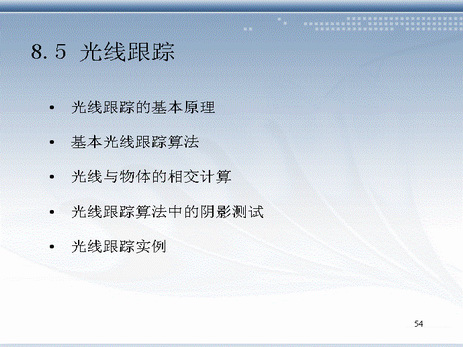 8.5 光线跟踪
• 光线跟踪的基本原理
• 基本光线跟踪算法
• 光线与物体的相交计算
• 光线跟踪算法中的阴影测试
• 光线跟踪实例
54